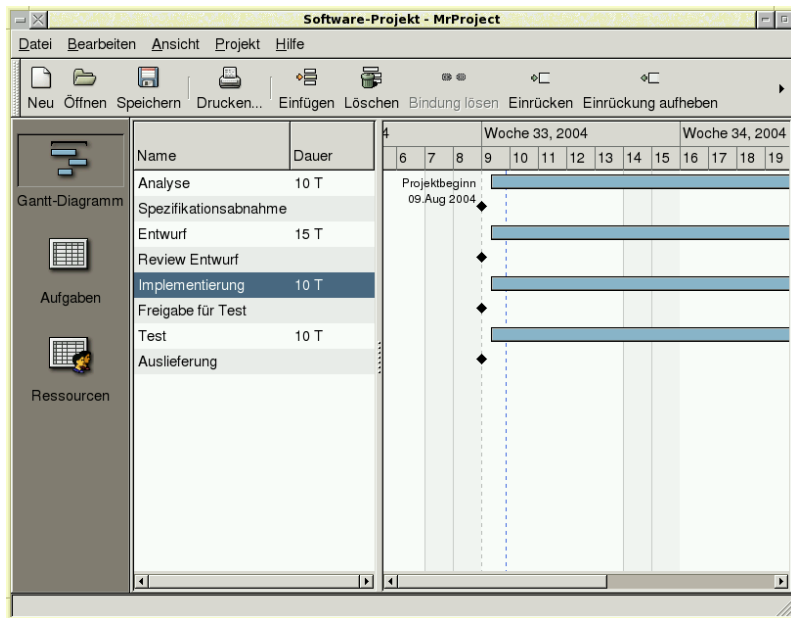 Software-Projekt - MrProject
Datei Bearbeiten Ansicht Projekt Hilfe
Neu Öffnen Speichern Drucken... Einfügen Löschen Bindung lösen Einrücken Einrückung aufheben
4 Woche 33, 2004 Woche 34, 2004
Name Dauer 6 7 8 9 10 11 12 13 14 15 16 17 18 19
Analyse 10 T Projektbeginn
Gantt-Diagramm Spezifikationsabnahme 09.Aug 2004
Entwurf 15 T
Review Entwurf
Implementierung 10 T
Aufgaben
Freigabe für Test
Test 10 T
Auslieferung
Ressourcen